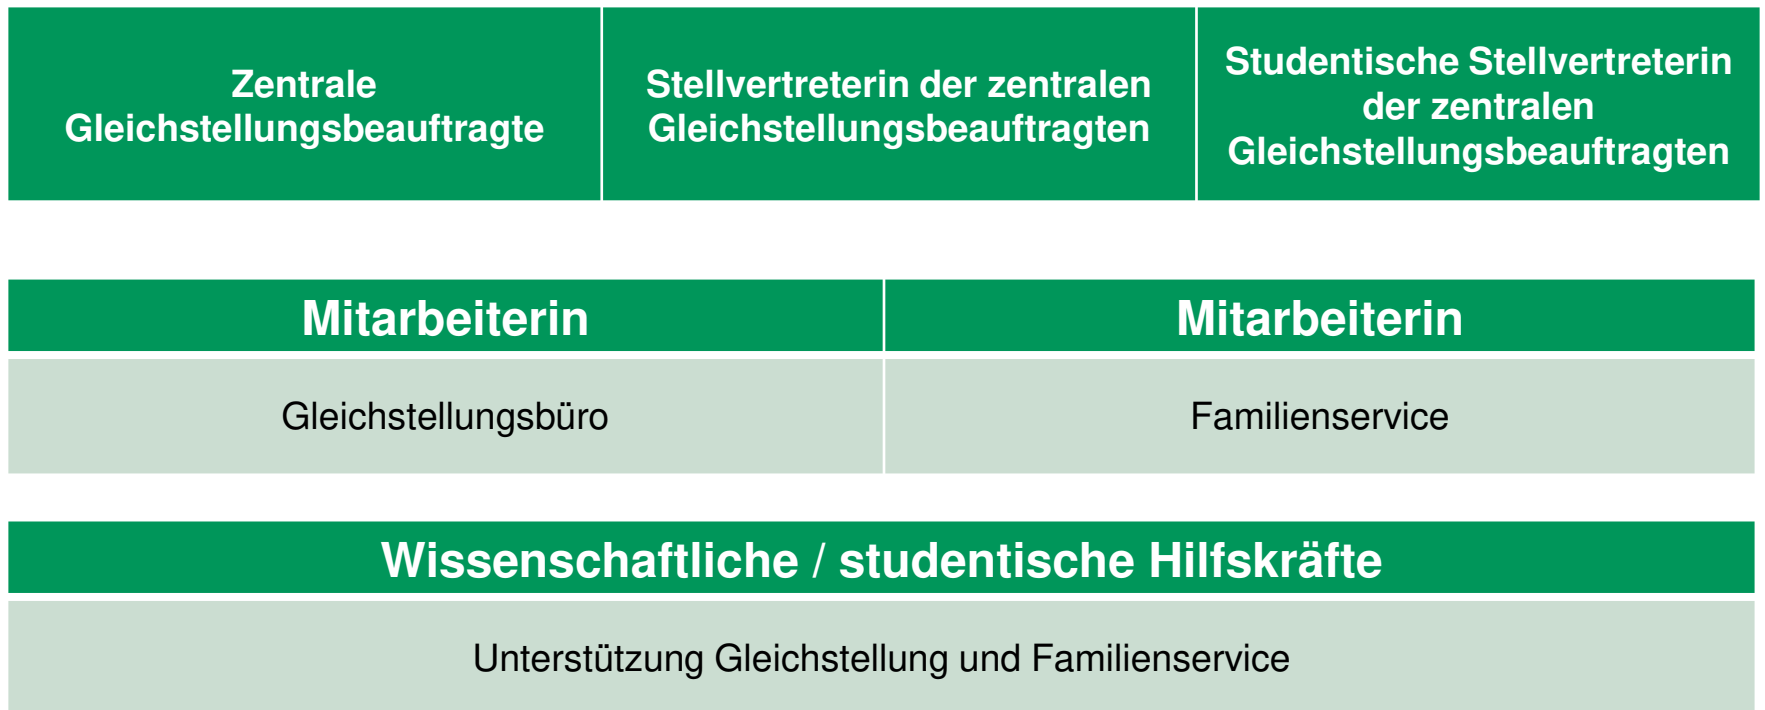 Zentrale
Gleichstellungsbeauftragte
Stellvertreterin der zentralen
Gleichstellungsbeauftragten
Studentische Stellvertreterin
der zentralen
Gleichstellungsbeauftragten
Mitarbeiterin
Mitarbeiterin
Gleichstellungsbüro
Familienservice
Wissenschaftliche / studentische Hilfskräfte
Unterstützung Gleichstellung und Familienservice